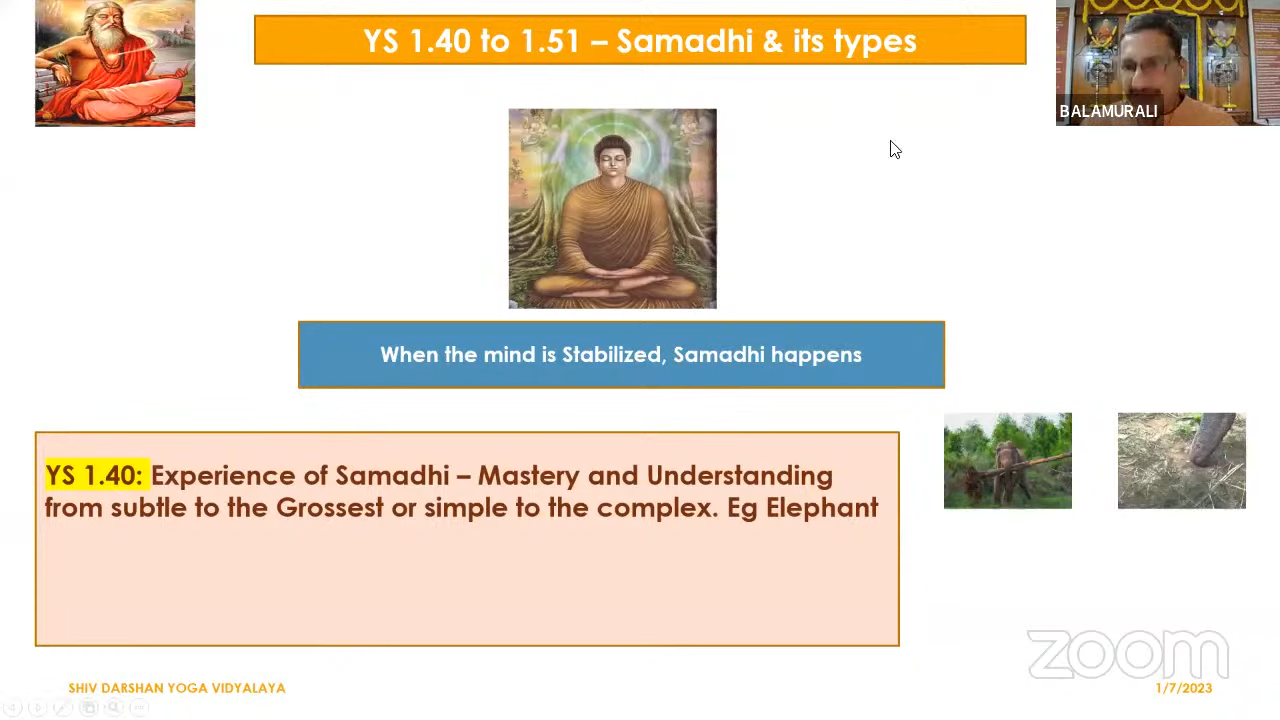 YS 1.40 to 1.51 – Samadhi & its types
BALAMURALI
When the mind is Stabilized, Samadhi happens
YS 1.40: Experience of Samadhi – Mastery and Understanding
from subtle to the Grossest or simple to the complex. Eg Elephant
zoom
SHIV DARSHAN YOGA VIDYALAYA
1/7/2023